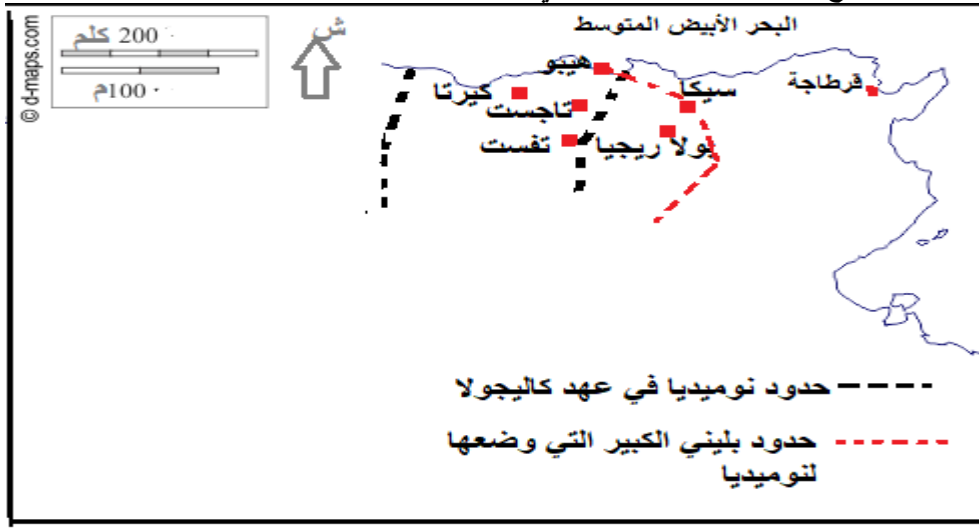 البحر الأبيض المتوسط
© d-maps.com
200 كلم
100م
ش
هيبو
قرطاجة
سيكا
كيرتا
تاجست
بولا ريجيا
تفست
حدود نوميديا في عهد كاليجولا
حدود بليني الكبير التي وضعها
لنوميديا